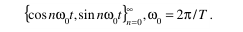 {cos nω₀t, sin nω₀t}ₙ₌₀^∞, ω₀ = 2π/T.